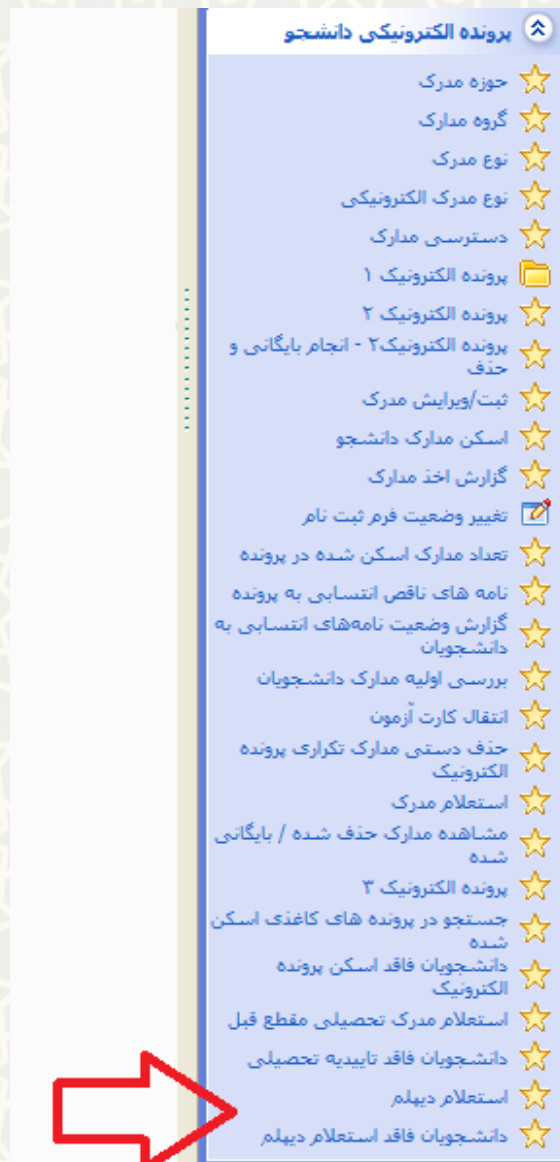 پرونده الکترونیکی دانشجو
حوزه مدرک
گروه مدارک
نوع مدرک
نوع مدرک الکترونیکی
دسترسی مدارک
پرونده الکترونیک ۱
پرونده الکترونیک ۲
پرونده الکترونیک۲ - انجام بایگانی و
حذف
ثبت/ویرایش مدرک
اسکن مدارک دانشجو
گزارش اخذ مدارک
تغییر وضعیت فرم ثبت نام
تعداد مدارک اسکن شده در پرونده
نامه های ناقص انتسابی به پرونده
گزارش وضعیت نامه‌های انتسابی به
دانشجویان
بررسی اولیه مدارک دانشجویان
انتقال کارت آزمون
حذف دستی مدارک تکراری پرونده
الکترونیک
استعلام مدرک
مشاهده مدارک حذف شده / بایگانی
شده
پرونده الکترونیک ۳
جستجو در پرونده های کاغذی اسکن
شده
دانشجویان فاقد اسکن پرونده
الکترونیک
استعلام مدرک تحصیلی مقطع قبل
دانشجویان فاقد تاییدیه تحصیلی
استعلام دیپلم
دانشجویان فاقد استعلام دیپلم